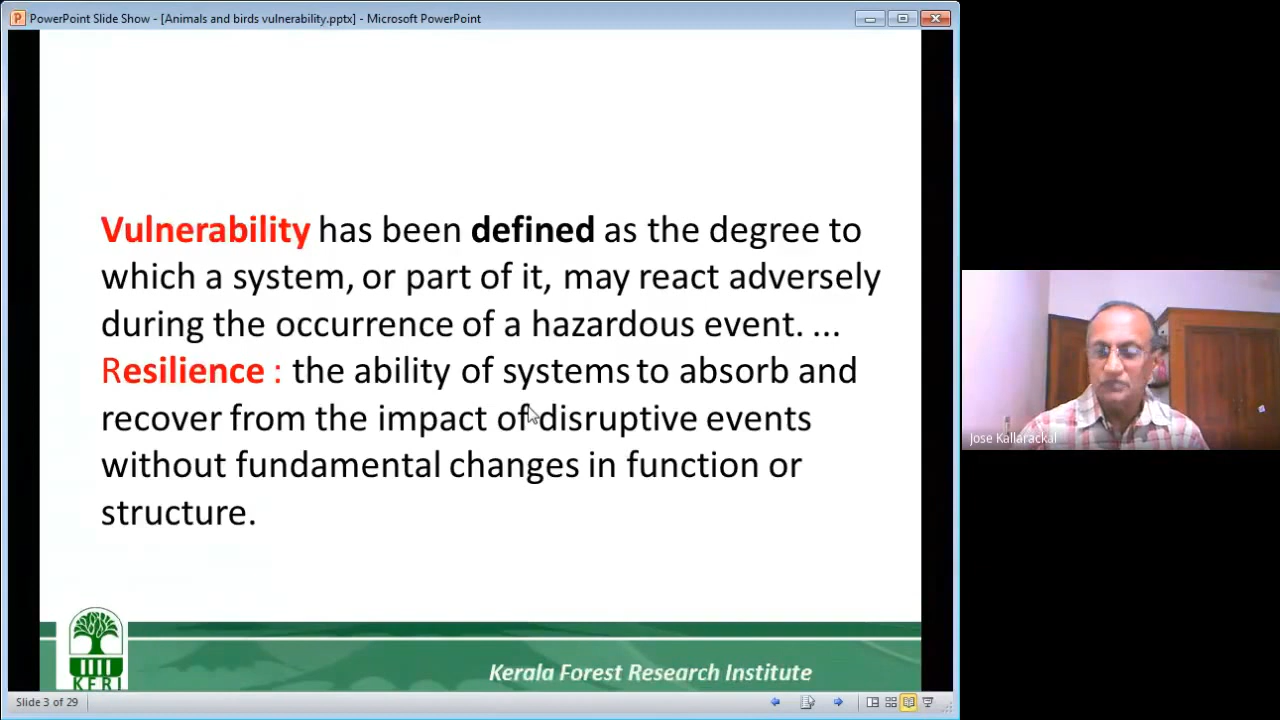 PowerPoint Slide Show - [Animals and birds vulnerability.pptx] - Microsoft PowerPoint
Vulnerability has been defined as the degree to
which a system, or part of it, may react adversely
during the occurrence of a hazardous event. ...
Resilience : the ability of systems to absorb and
recover from the impact of disruptive events
without fundamental changes in function or
structure.
Jose Kallarackal
KFRI
Kerala Forest Research Institute
Slide 3 of 29